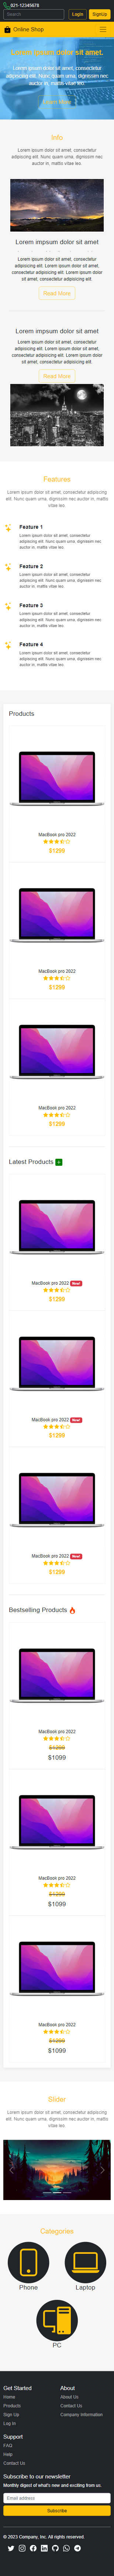 021-12345678
Search
Login
SignUp
Online Shop
Lorem ipsum dolor sit amet.
Lorem ipsum dolor sit amet, consectetur adipiscing elit. Nunc quam urna, dignissim nec auctor in, mattis vitae leo.
Learn More
Info
Lorem ipsum dolor sit amet, consectetur adipiscing elit. Nunc quam urna, dignissim nec auctor in, mattis vitae leo.
Lorem impsum dolor sit amet
Lorem ipsum dolor sit amet, consectetur adipiscing elit. Lorem ipsum dolor sit amet, consectetur adipiscing elit. Lorem ipsum dolor sit amet, consectetur adipiscing elit.
Read More
Lorem impsum dolor sit amet
Lorem ipsum dolor sit amet, consectetur adipiscing elit. Lorem ipsum dolor sit amet, consectetur adipiscing elit. Lorem ipsum dolor sit amet, consectetur adipiscing elit.
Read More
Features
Lorem ipsum dolor sit amet, consectetur adipiscing elit. Nunc quam urna, dignissim nec auctor in, mattis vitae leo.
Feature 1
Lorem ipsum dolor sit amet, consectetur adipiscing elit. Nunc quam urna, dignissim nec auctor in, mattis vitae leo
Feature 2
Lorem ipsum dolor sit amet, consectetur adipiscing elit. Nunc quam urna, dignissim nec auctor in, mattis vitae leo
Feature 3
Lorem ipsum dolor sit amet, consectetur adipiscing elit. Nunc quam urna, dignissim nec auctor in, mattis vitae leo
Feature 4
Lorem ipsum dolor sit amet, consectetur adipiscing elit. Nunc quam urna, dignissim nec auctor in, mattis vitae leo
Products
MacBook pro 2022
$1299
MacBook pro 2022
$1299
MacBook pro 2022
$1299
Latest Products
MacBook pro 2022 New!
$1299
MacBook pro 2022 New!
$1299
MacBook pro 2022 New!
$1299
Bestselling Products
MacBook pro 2022
$1299
$1099
MacBook pro 2022
$1299
$1099
MacBook pro 2022
$1299
$1099
Slider
Lorem ipsum dolor sit amet, consectetur adipiscing elit. Nunc quam urna, dignissim nec auctor in, mattis vitae leo.
Categories
Phone
Laptop
PC
Get Started
Home
Products
Sign Up
Log In
About
About Us
Contact Us
Company Information
Support
FAQ
Help
Contact Us
Subscribe to our newsletter
Monthly digest of what's new and exciting from us.
Email address
Subscribe
© 2023 Company, Inc. All rights reserved.